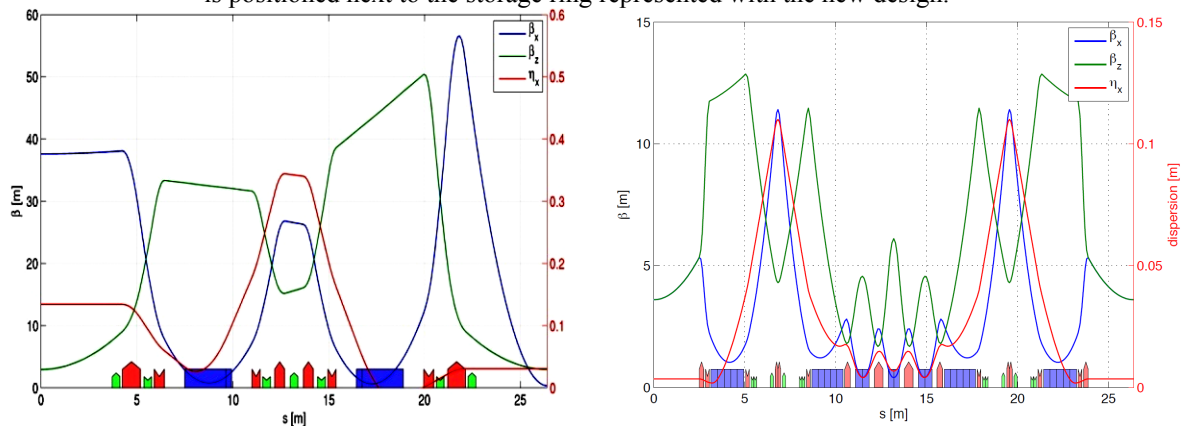 is positioned next to the storage ring represented with the new design.
60
50
40
30
20
10
0
β [m]
0 5 10 15 20 25
s [m]
0.6
0.5
0.4
0.3
0.2
0.1
0
βx
βz
ηx
15
10
5
0
β [m]
0 5 10 15 20 25
s [m]
0.15
0.1
0.05
0
dispersion [m]
βx
βz
ηx